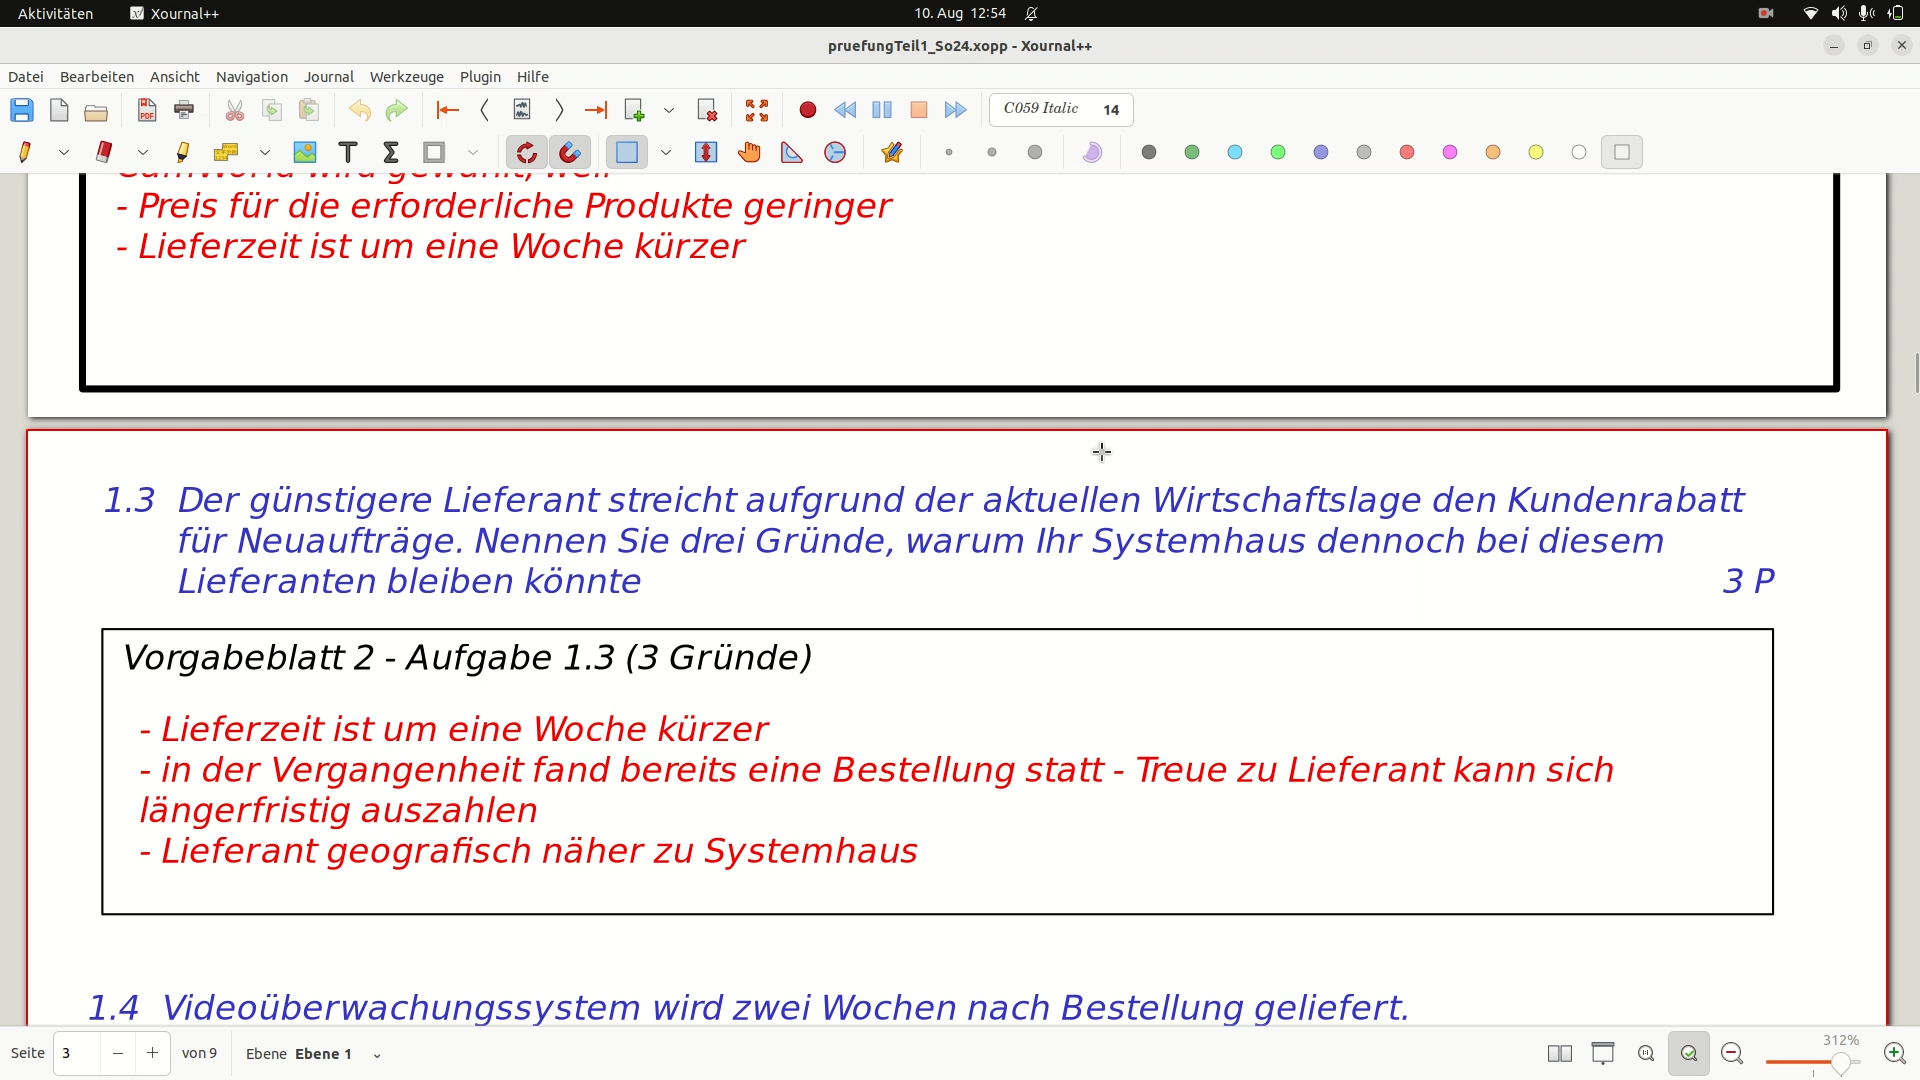 Aktivitäten
Xournal++
10. Aug 12:54
pruefungTeil1_So24.xopp - Xournal++
Datei Bearbeiten Ansicht Navigation Journal Werkzeuge Plugin Hilfe
PDF
C059 Italic 14
- Preis für die erforderliche Produkte geringer
- Lieferzeit ist um eine Woche kürzer
1.3 Der günstigere Lieferant streicht aufgrund der aktuellen Wirtschaftslage den Kundenrabatt
für Neuaufträge. Nennen Sie drei Gründe, warum Ihr Systemhaus dennoch bei diesem
Lieferanten bleiben könnte 3 P
Vorgabeblatt 2 - Aufgabe 1.3 (3 Gründe)
- Lieferzeit ist um eine Woche kürzer
- in der Vergangenheit fand bereits eine Bestellung statt - Treue zu Lieferant kann sich
längerfristig auszahlen
- Lieferant geografisch näher zu Systemhaus
1.4 Videoüberwachungssystem wird zwei Wochen nach Bestellung geliefert.
Seite 3 von 9 Ebene Ebene 1
312%